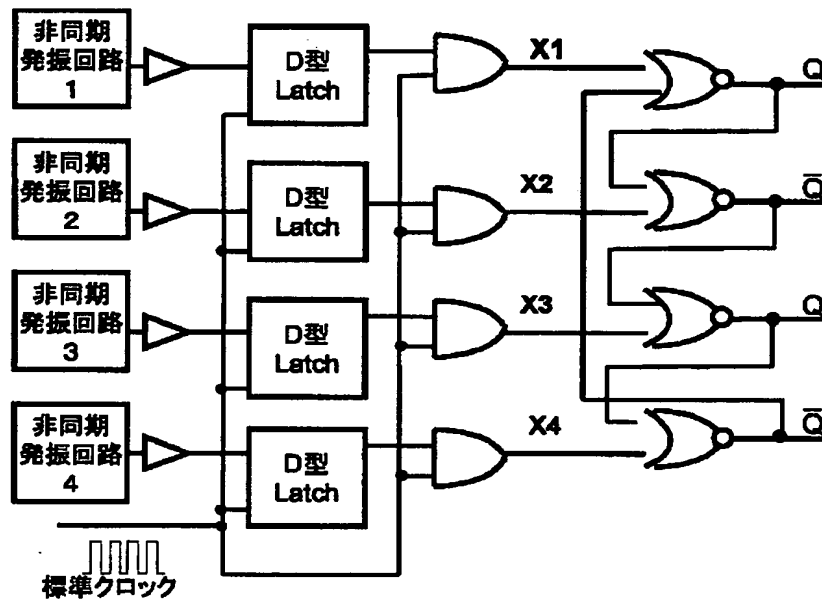 非同期
発振回路
1
D型
Latch
X1
Q
非同期
発振回路
2
D型
Latch
X2
Q̅
非同期
発振回路
3
D型
Latch
X3
Q
非同期
発振回路
4
D型
Latch
X4
Q̅
標準クロック